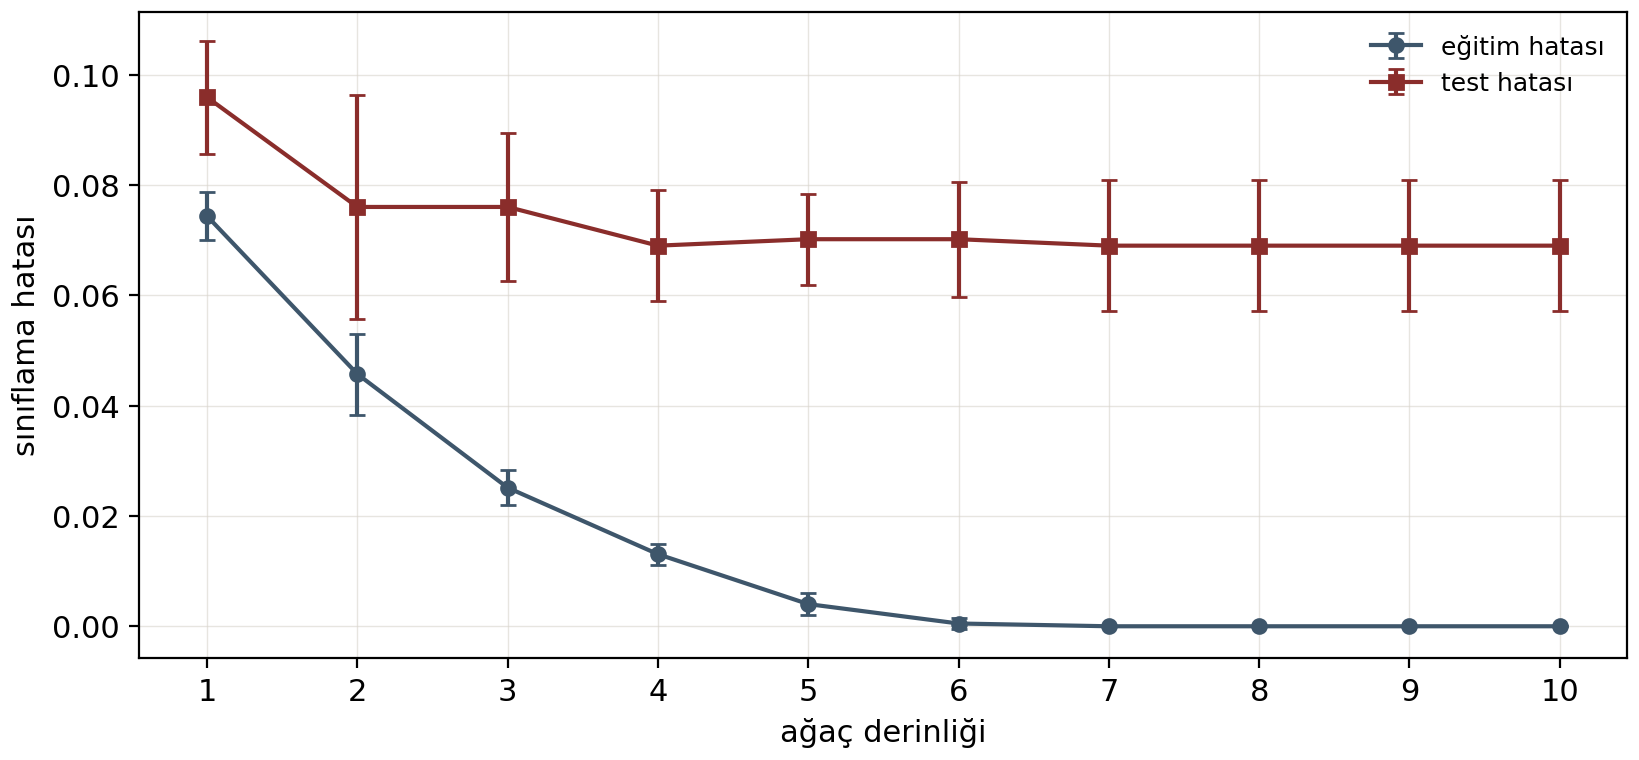 eğitim hatası
test hatası
sınıflama hatası
0.10
0.08
0.06
0.04
0.02
0.00
1 2 3 4 5 6 7 8 9 10
ağaç derinliği